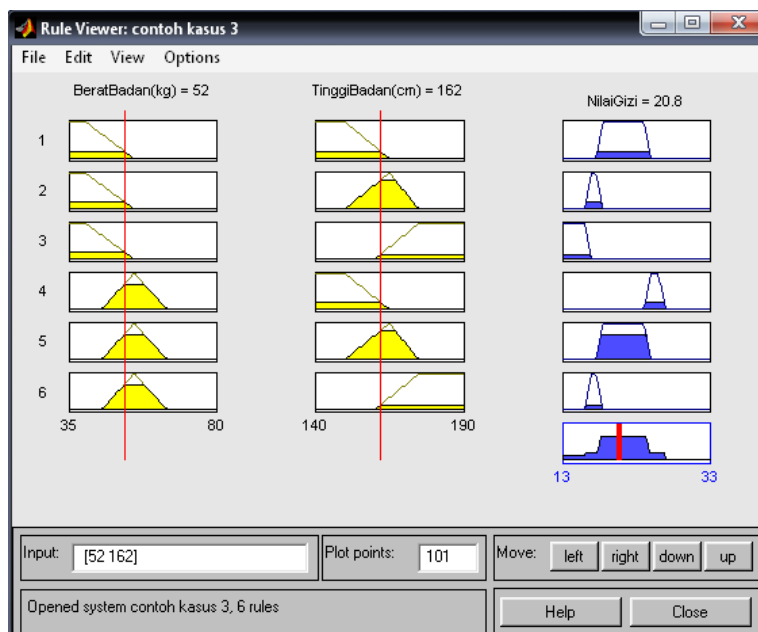 Rule Viewer: contoh kasus 3
File Edit View Options
BeratBadan(kg) = 52
TinggiBadan(cm) = 162
NilaiGizi = 20.8
1
2
3
4
5
6
35 80
140 190
13 33
Input: [52 162]
Plot points: 101
Move: left right down up
Opened system contoh kasus 3, 6 rules
Help Close